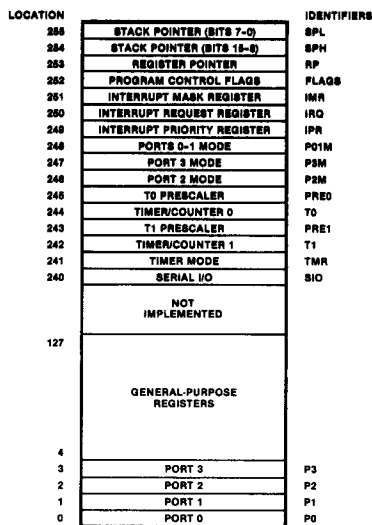 LOCATION IDENTIFIERS
255 STACK POINTER (BITS 7-0) SPL
254 STACK POINTER (BITS 15-8) SPH
253 REGISTER POINTER RP
252 PROGRAM CONTROL FLAGS FLAGS
251 INTERRUPT MASK REGISTER IMR
250 INTERRUPT REQUEST REGISTER IRQ
249 INTERRUPT PRIORITY REGISTER IPR
248 PORTS 0-1 MODE P01M
247 PORT 3 MODE P3M
246 PORT 2 MODE P2M
245 T0 PRESCALER PRE0
244 TIMER/COUNTER 0 T0
243 T1 PRESCALER PRE1
242 TIMER/COUNTER 1 T1
241 TIMER MODE TMR
240 SERIAL I/O SIO
NOT
IMPLEMENTED
127
GENERAL-PURPOSE
REGISTERS
4
3 PORT 3 P3
2 PORT 2 P2
1 PORT 1 P1
0 PORT 0 P0